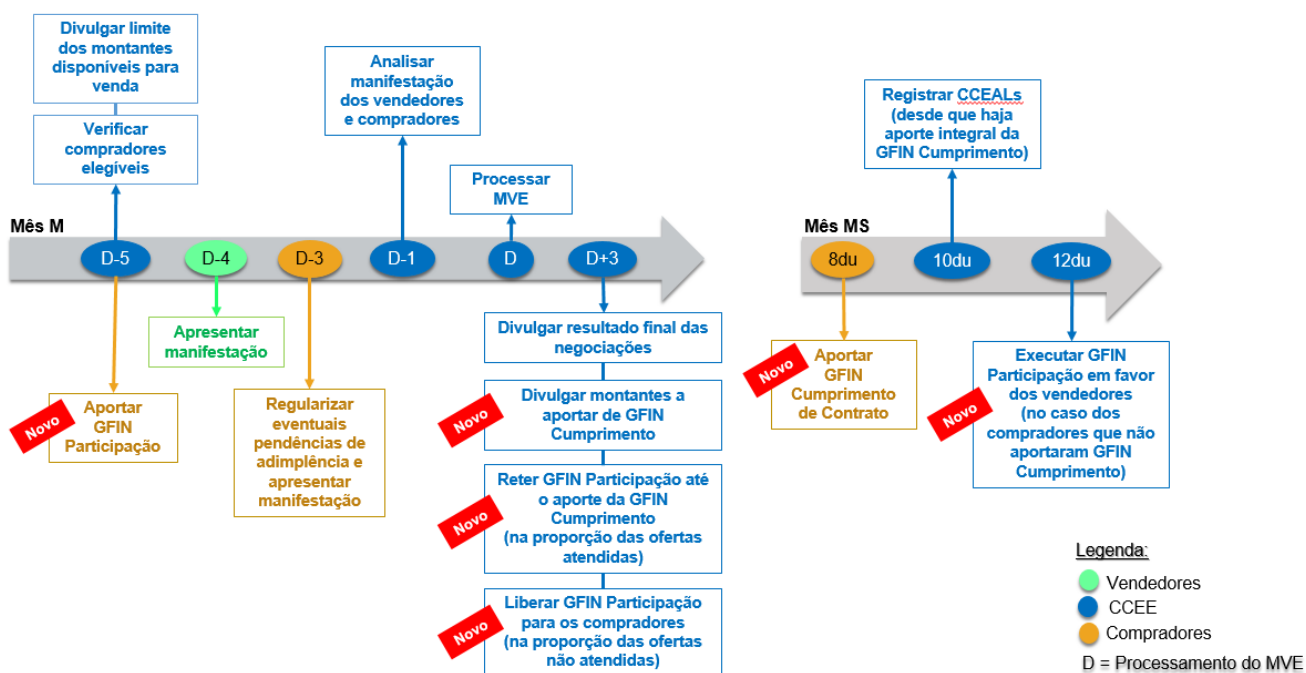 Divulgar limite
dos montantes
disponíveis para
venda
Verificar
compradores
elegíveis
Analisar
manifestação
dos vendedores
e compradores
Processar
MVE
Registrar CCEALs
(desde que haja
aporte integral da
GFIN Cumprimento)
Mês M
D-5
D-4
D-3
D-1
D
D+3
Mês MS
8du
10du
12du
Novo
Aportar
GFIN
Participação
Apresentar
manifestação
Regularizar
eventuais
pendências de
adimplência e
apresentar
manifestação
Divulgar resultado final das
negociações
Novo
Divulgar montantes a
aportar de GFIN
Cumprimento
Novo
Reter GFIN Participação até
o aporte da GFIN
Cumprimento
(na proporção das ofertas
atendidas)
Novo
Liberar GFIN Participação
para os compradores
(na proporção das ofertas
não atendidas)
Novo
Aportar
GFIN
Cumprimento
de Contrato
Novo
Executar GFIN
Participação em favor
dos vendedores
(no caso dos
compradores que não
aportaram GFIN
Cumprimento)
Legenda:
Vendedores
CCEE
Compradores
D = Processamento do MVE